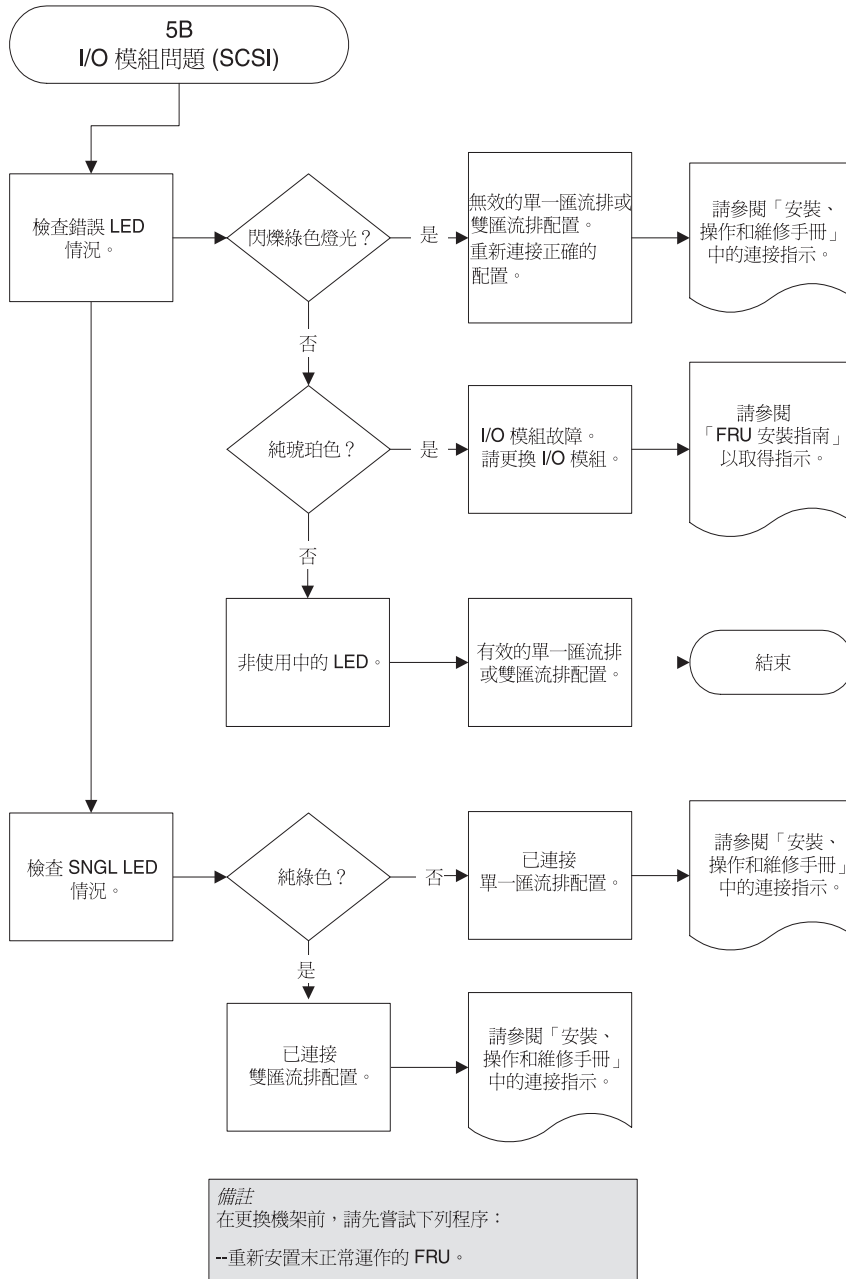 5B
I/O 模組問題 (SCSI)
檢查錯誤 LED
情況。
閃爍綠色燈光？
是
無效的單一匯流排或
雙匯流排配置。
重新連接正確的
配置。
請參閱「安裝、
操作和維修手冊」
中的連接指示。
否
純琥珀色？
是
I/O 模組故障。
請更換 I/O 模組。
請參閱
「FRU 安裝指南」
以取得指示。
否
非使用中的 LED。
有效的單一匯流排
或雙匯流排配置。
結束
檢查 SNGL LED
情況。
純綠色？
否
已連接
單一匯流排配置。
請參閱「安裝、
操作和維修手冊」
中的連接指示。
是
已連接
雙匯流排配置。
請參閱「安裝、
操作和維修手冊」
中的連接指示。
備註
在更換機架前，請先嘗試下列程序：
--重新安置未正常運作的 FRU。